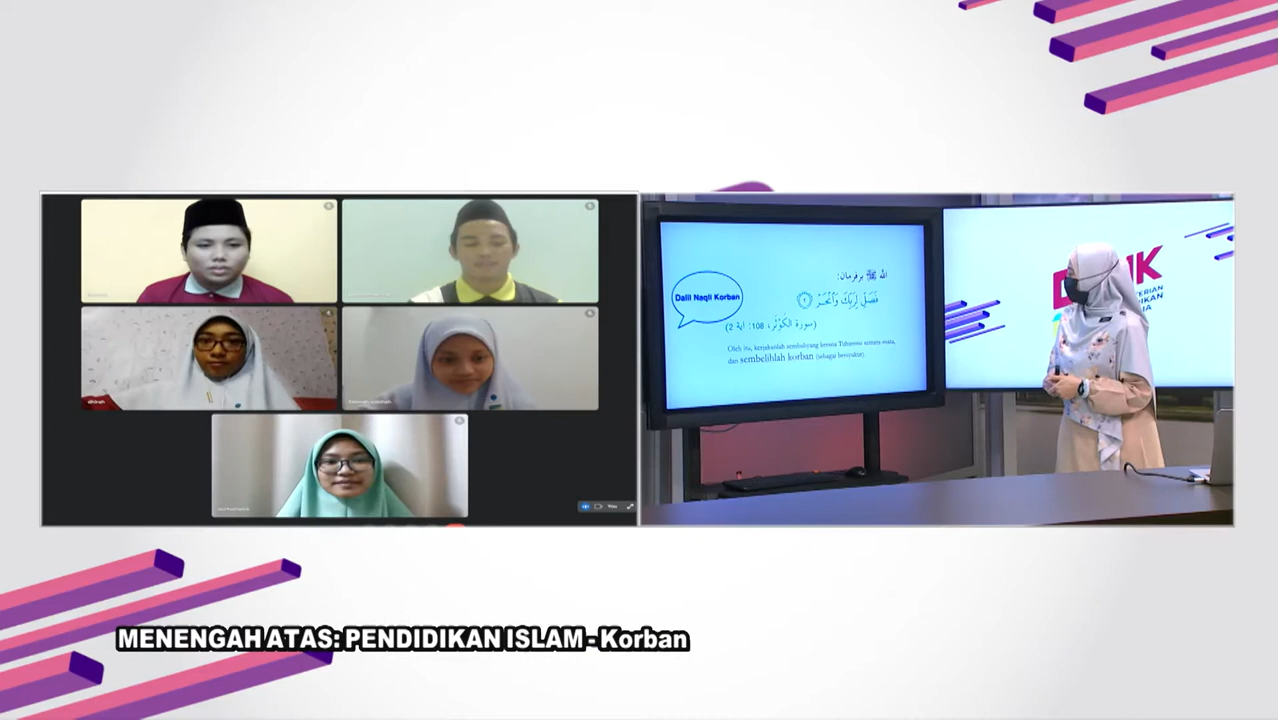 Dalil Naqli Korban
الله ﷻ برفرمان:
فَصَلِّ لِرَبِّكَ وَٱنْحَرْ ۝٢
(سورة الكَوْثَر، 108: اية 2)
Oleh itu, kerjakanlah sembahyang kerana Tuhanmu semata-mata,
dan sembelihlah korban (sebagai bersyukur).
MENENGAH ATAS: PENDIDIKAN ISLAM - Korban